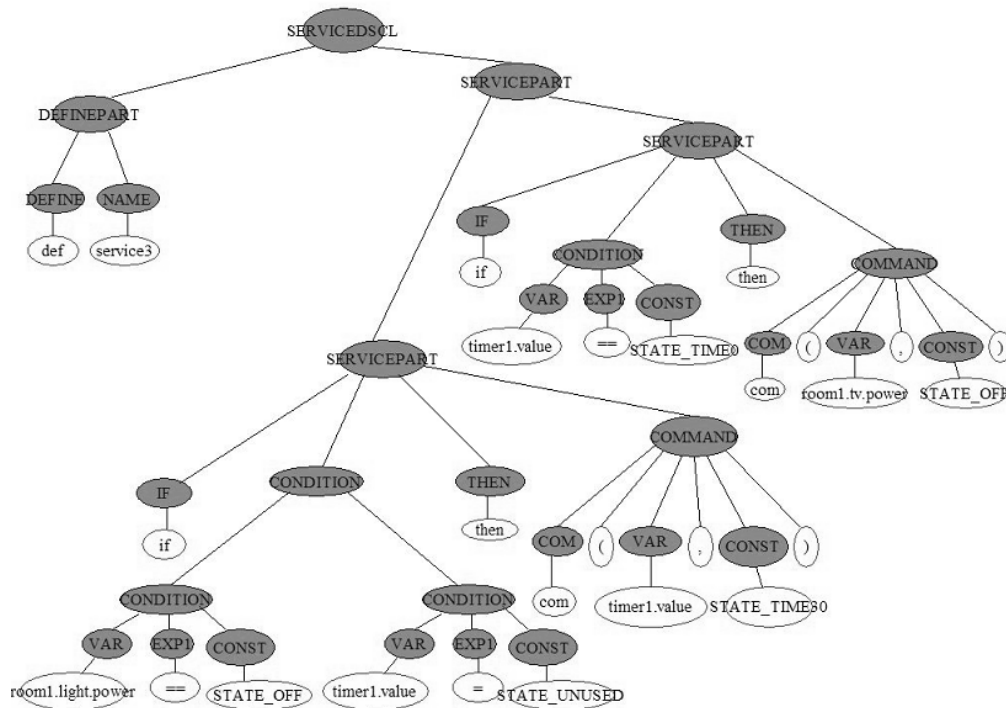 SERVICEDSCL
SERVICEPART
DEFINEPART
SERVICEPART
DEFINE NAME
def service3
IF
THEN
if
CONDITION
then
COMMAND
VAR EXP1 CONST
timer1.value == STATE_TIME0
COM ( VAR , CONST )
com room1.tv.power STATE_OFF
SERVICEPART
COMMAND
IF CONDITION THEN
if then
COM ( VAR , CONST )
com timer1.value STATE_TIME30
CONDITION CONDITION
VAR EXP1 CONST VAR EXP1 CONST
room1.light.power == STATE_OFF timer1.value = STATE_UNUSED